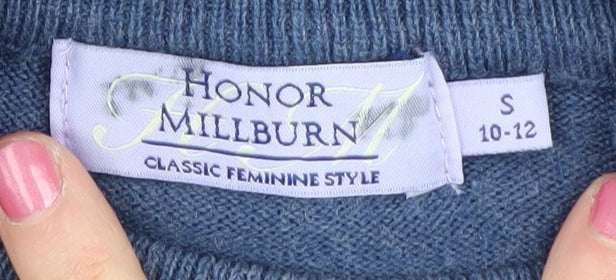 HONOR
MILLBURN
CLASSIC FEMININE STYLE
S
10-12